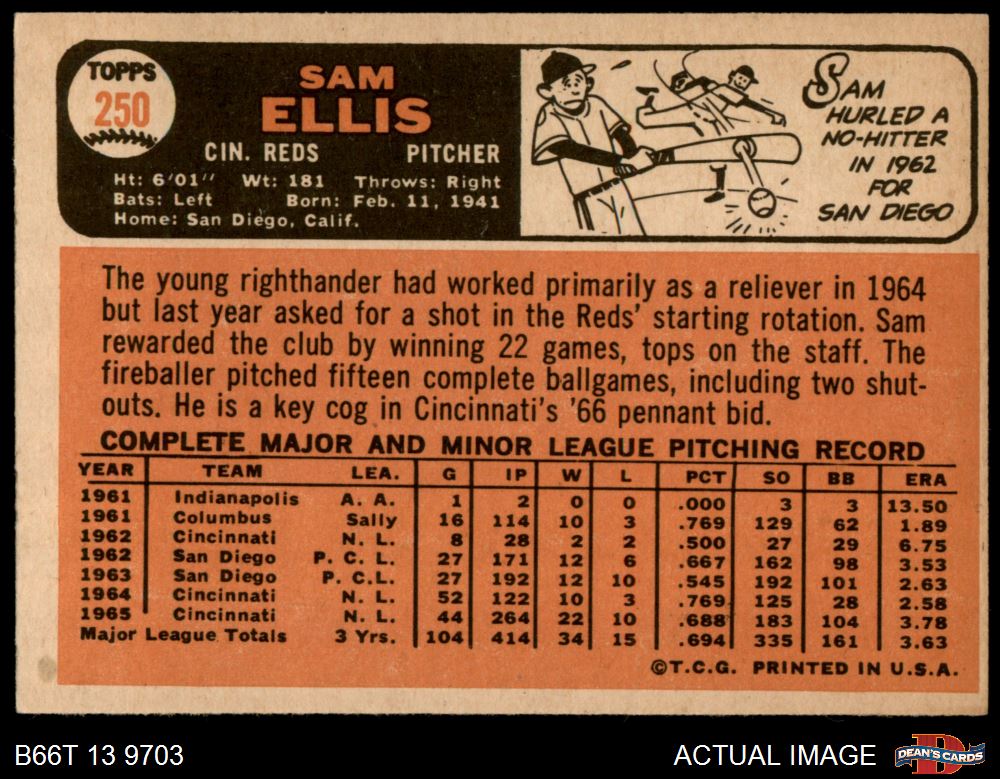 TOPPS
250
SAM
ELLIS
CIN. REDS PITCHER
Ht: 6'01" Wt: 181 Throws: Right
Bats: Left Born: Feb. 11, 1941
Home: San Diego, Calif.
SAM
HURLED A
NO-HITTER
IN 1962
FOR
SAN DIEGO
The young righthander had worked primarily as a reliever in 1964
but last year asked for a shot in the Reds' starting rotation. Sam
rewarded the club by winning 22 games, tops on the staff. The
fireballer pitched fifteen complete ballgames, including two shut-
outs. He is a key cog in Cincinnati's '66 pennant bid.
COMPLETE MAJOR AND MINOR LEAGUE PITCHING RECORD
YEAR TEAM LEA. G IP W L PCT SO BB ERA
1961 Indianapolis A. A. 1 2 0 0 .000 3 3 13.50
1961 Columbus Sally 16 114 10 3 .769 129 62 1.89
1962 Cincinnati N. L. 8 28 2 2 .500 27 29 6.75
1962 San Diego P. C. L. 27 171 12 6 .667 162 98 3.53
1963 San Diego P. C.L. 27 192 12 10 .545 192 101 2.63
1964 Cincinnati N. L. 52 122 10 3 .769 125 28 2.58
1965 Cincinnati N. L. 44 264 22 10 .688 183 104 3.78
Major League Totals 3 Yrs. 104 414 34 15 .694 335 161 3.63
©T.C.G. PRINTED IN U.S.A.
B66T 13 9703 ACTUAL IMAGE DEAN'S CARDS